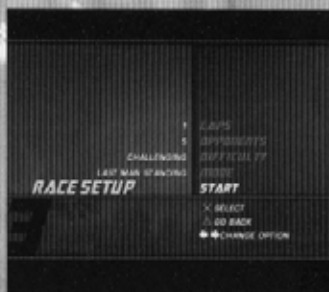 1 LAPS
5 OPPONENTS
CHALLENGING DIFFICULTY
LAST MAN STANDING MODE
RACE SETUP START
X SELECT
△ GO BACK
CHANGE OPTION